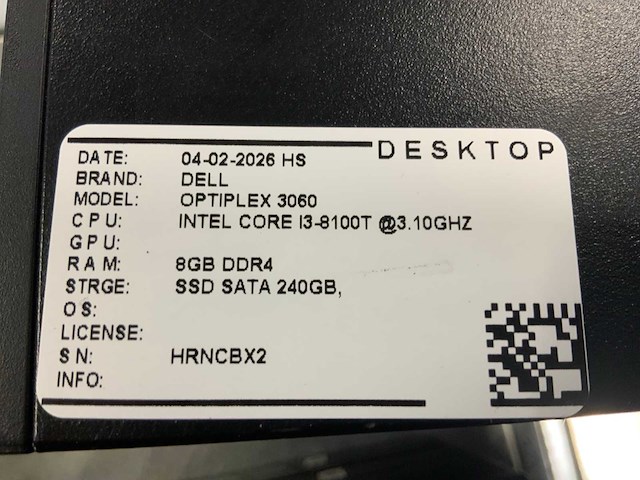 DESKTOP
DATE: 04-02-2026 HS
BRAND: DELL
MODEL: OPTIPLEX 3060
CPU: INTEL CORE I3-8100T @3.10GHZ
GPU:
RAM: 8GB DDR4
STRGE: SSD SATA 240GB,
OS:
LICENSE:
SN: HRNCBX2
INFO: